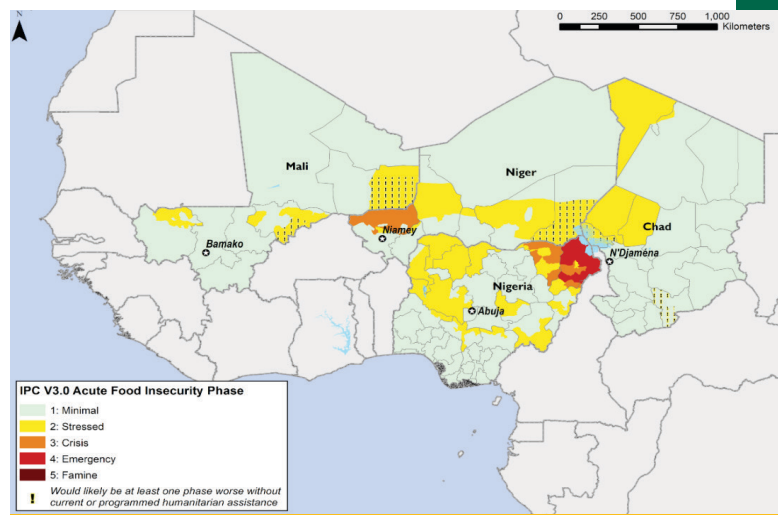 N
0 250 500 750 1,000
Kilometers
Mali
Niger
Chad
Niamey
Bamako
N'Djaména
Nigeria
Abuja
IPC V3.0 Acute Food Insecurity Phase
1: Minimal
2: Stressed
3: Crisis
4: Emergency
5: Famine
! Would likely be at least one phase worse without
current or programmed humanitarian assistance